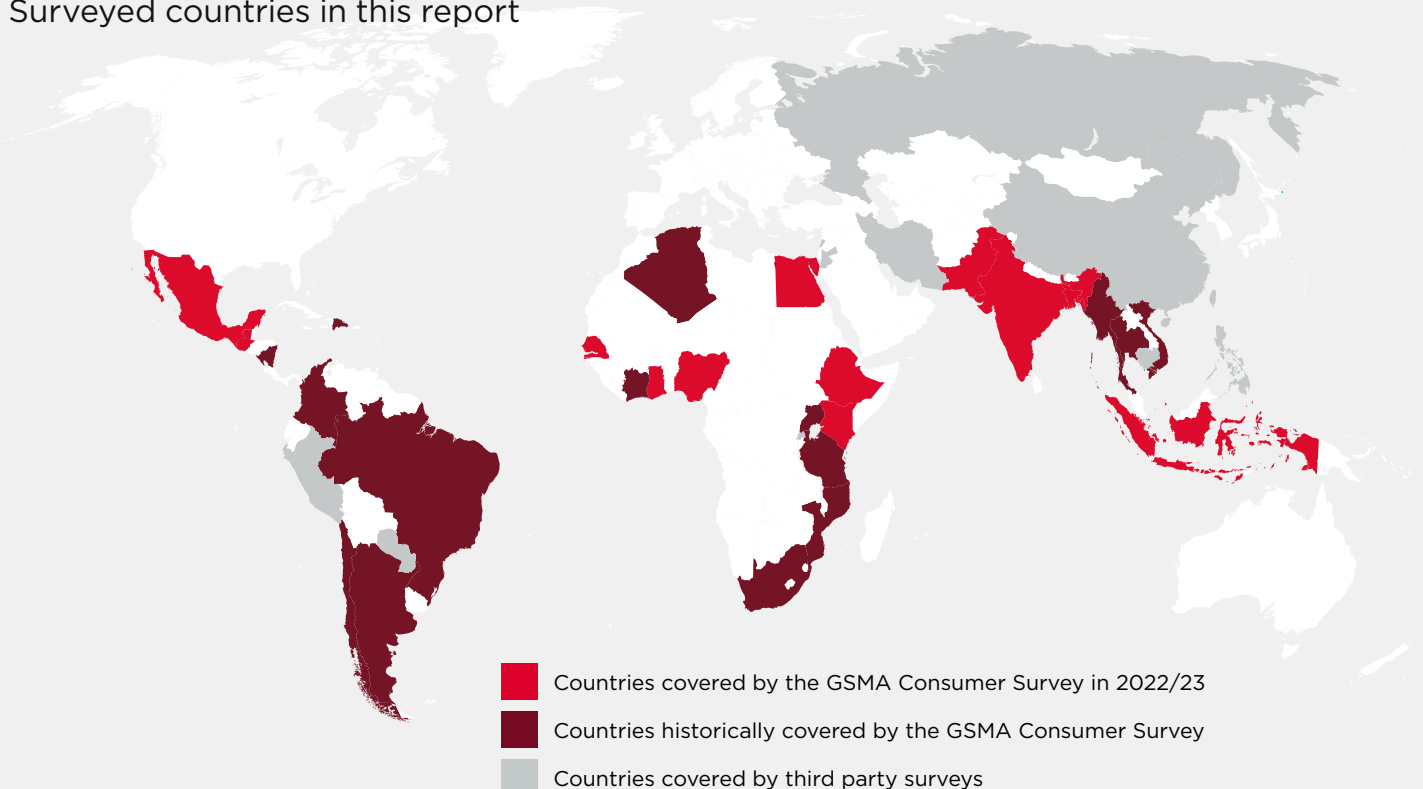 Surveyed countries in this report
Countries covered by the GSMA Consumer Survey in 2022/23
Countries historically covered by the GSMA Consumer Survey
Countries covered by third party surveys